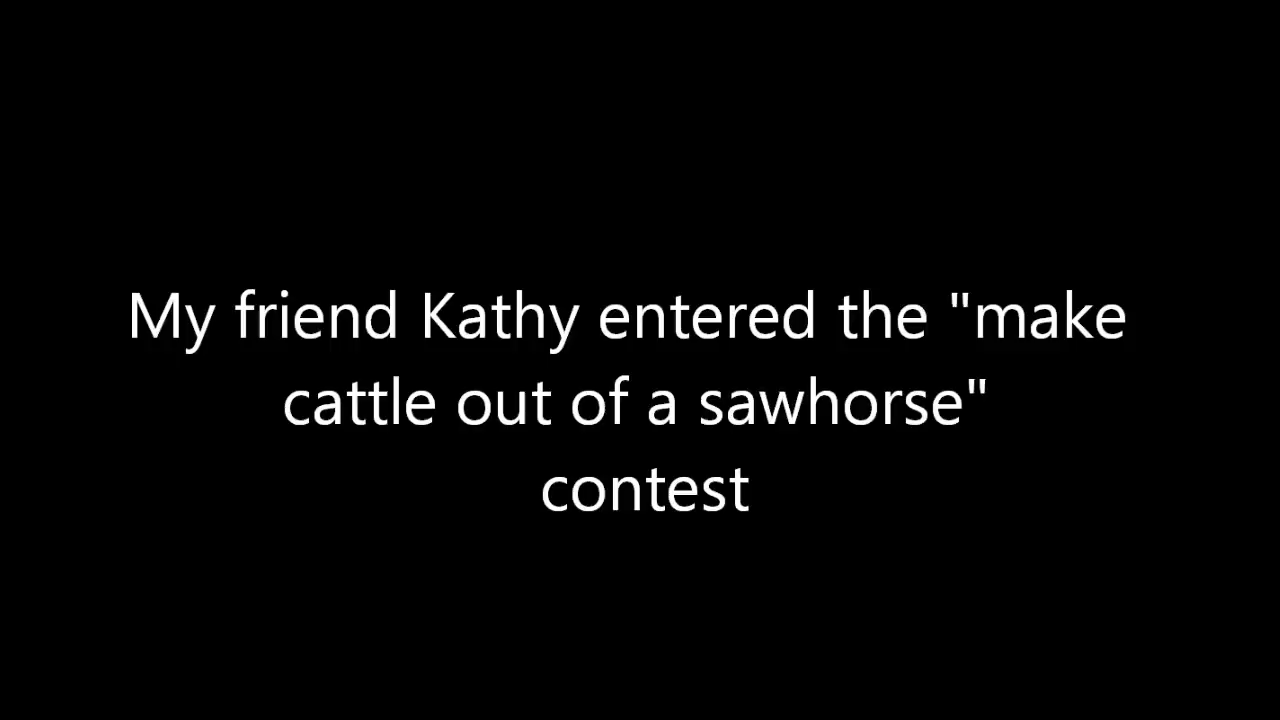 My friend Kathy entered the "make
cattle out of a sawhorse"
contest